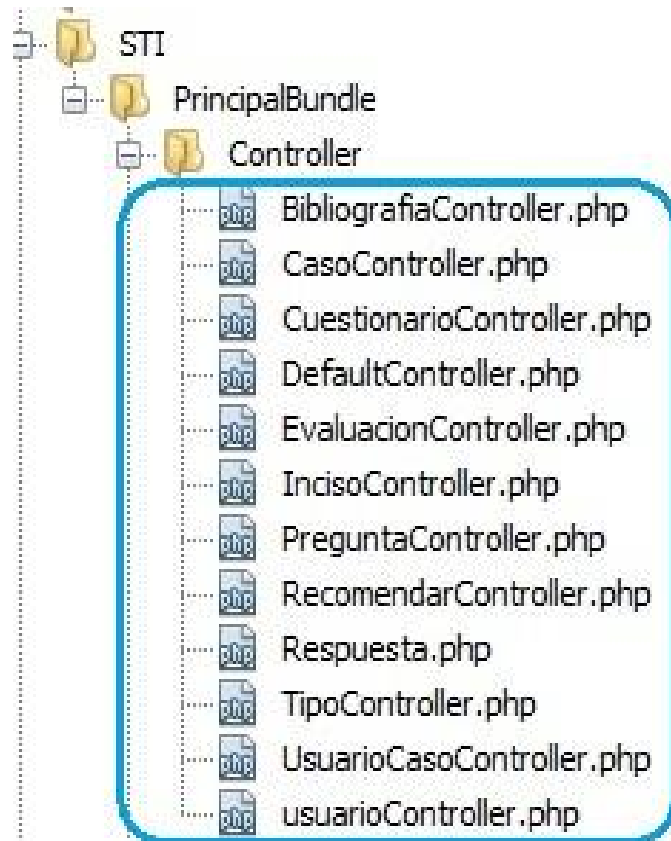 STI
PrincipalBundle
Controller
BibliografiaController.php
CasoController.php
CuestionarioController.php
DefaultController.php
EvaluacionController.php
IncisoController.php
PreguntaController.php
RecomendarController.php
Respuesta.php
TipoController.php
UsuarioCasoController.php
usuarioController.php